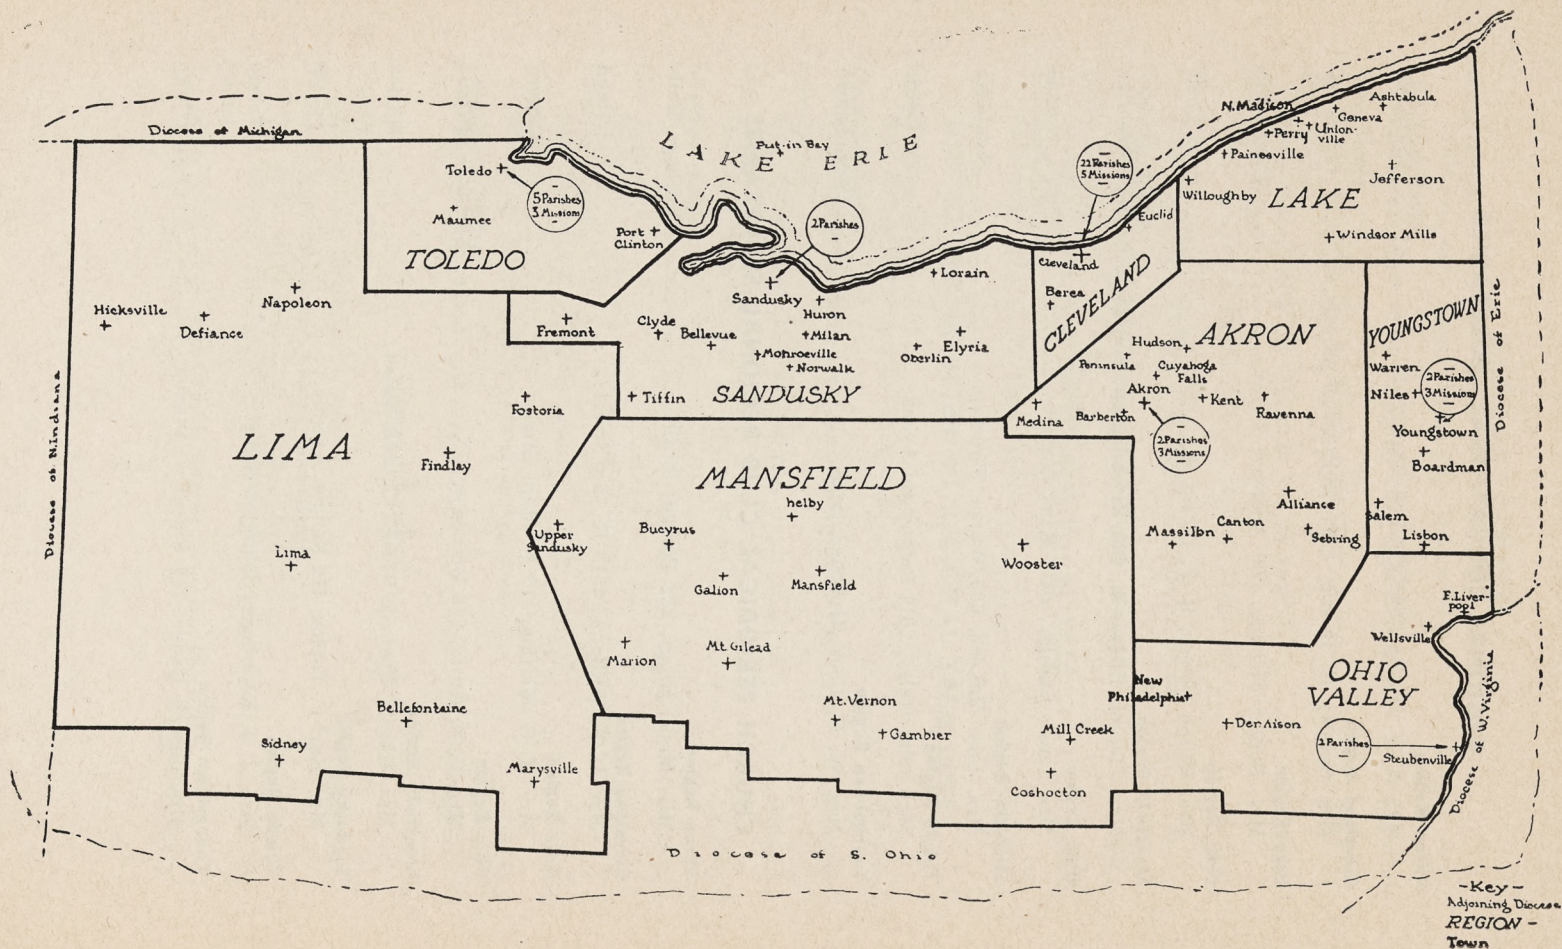 Diocese of Michigan
LAKE ERIE
Put-in Bay
N. Madison
Ashtabula
Geneva
Perry
Union-
ville
Painesville
Jefferson
Willoughby
LAKE
Windsor Mills
Euclid
22 Parishes
5 Missions
Toledo
5 Parishes
3 Missions
Maumee
Port
Clinton
TOLEDO
2 Parishes
Cleveland
Berea
CLEVELAND
Lorain
Sandusky
Huron
Milan
Monroeville
Norwalk
Clyde
Bellevue
Fremont
Oberlin
Elyria
Tiffin
SANDUSKY
Hicksville
Defiance
Napoleon
Fostoria
LIMA
Findlay
Lima
Diocese of N. Indiana
Upper
Sandusky
Bellefontaine
Sidney
Marysville
MANSFIELD
helby
Bucyrus
Galion
Mansfield
Wooster
Marion
Mt. Gilead
Mt. Vernon
Gambier
Mill Creek
Coshocton
Medina
AKRON
Hudson
Peninsula
Cuyahoga
Falls
Akron
Barberton
Kent
Ravenna
2 Parishes
3 Missions
Alliance
Massillon
Canton
Sebring
YOUNGSTOWN
Warren
Niles
2 Parishes
3 Missions
Youngstown
Boardman
Salem
Lisbon
Diocese of Erie
E. Liver-
pool
Wellsville
OHIO
VALLEY
New
Philadelphia
Dennison
2 Parishes
Steubenville
Diocese of W. Virginia
Diocese of S. Ohio
-Key-
Adjoining Diocese
REGION -
Town